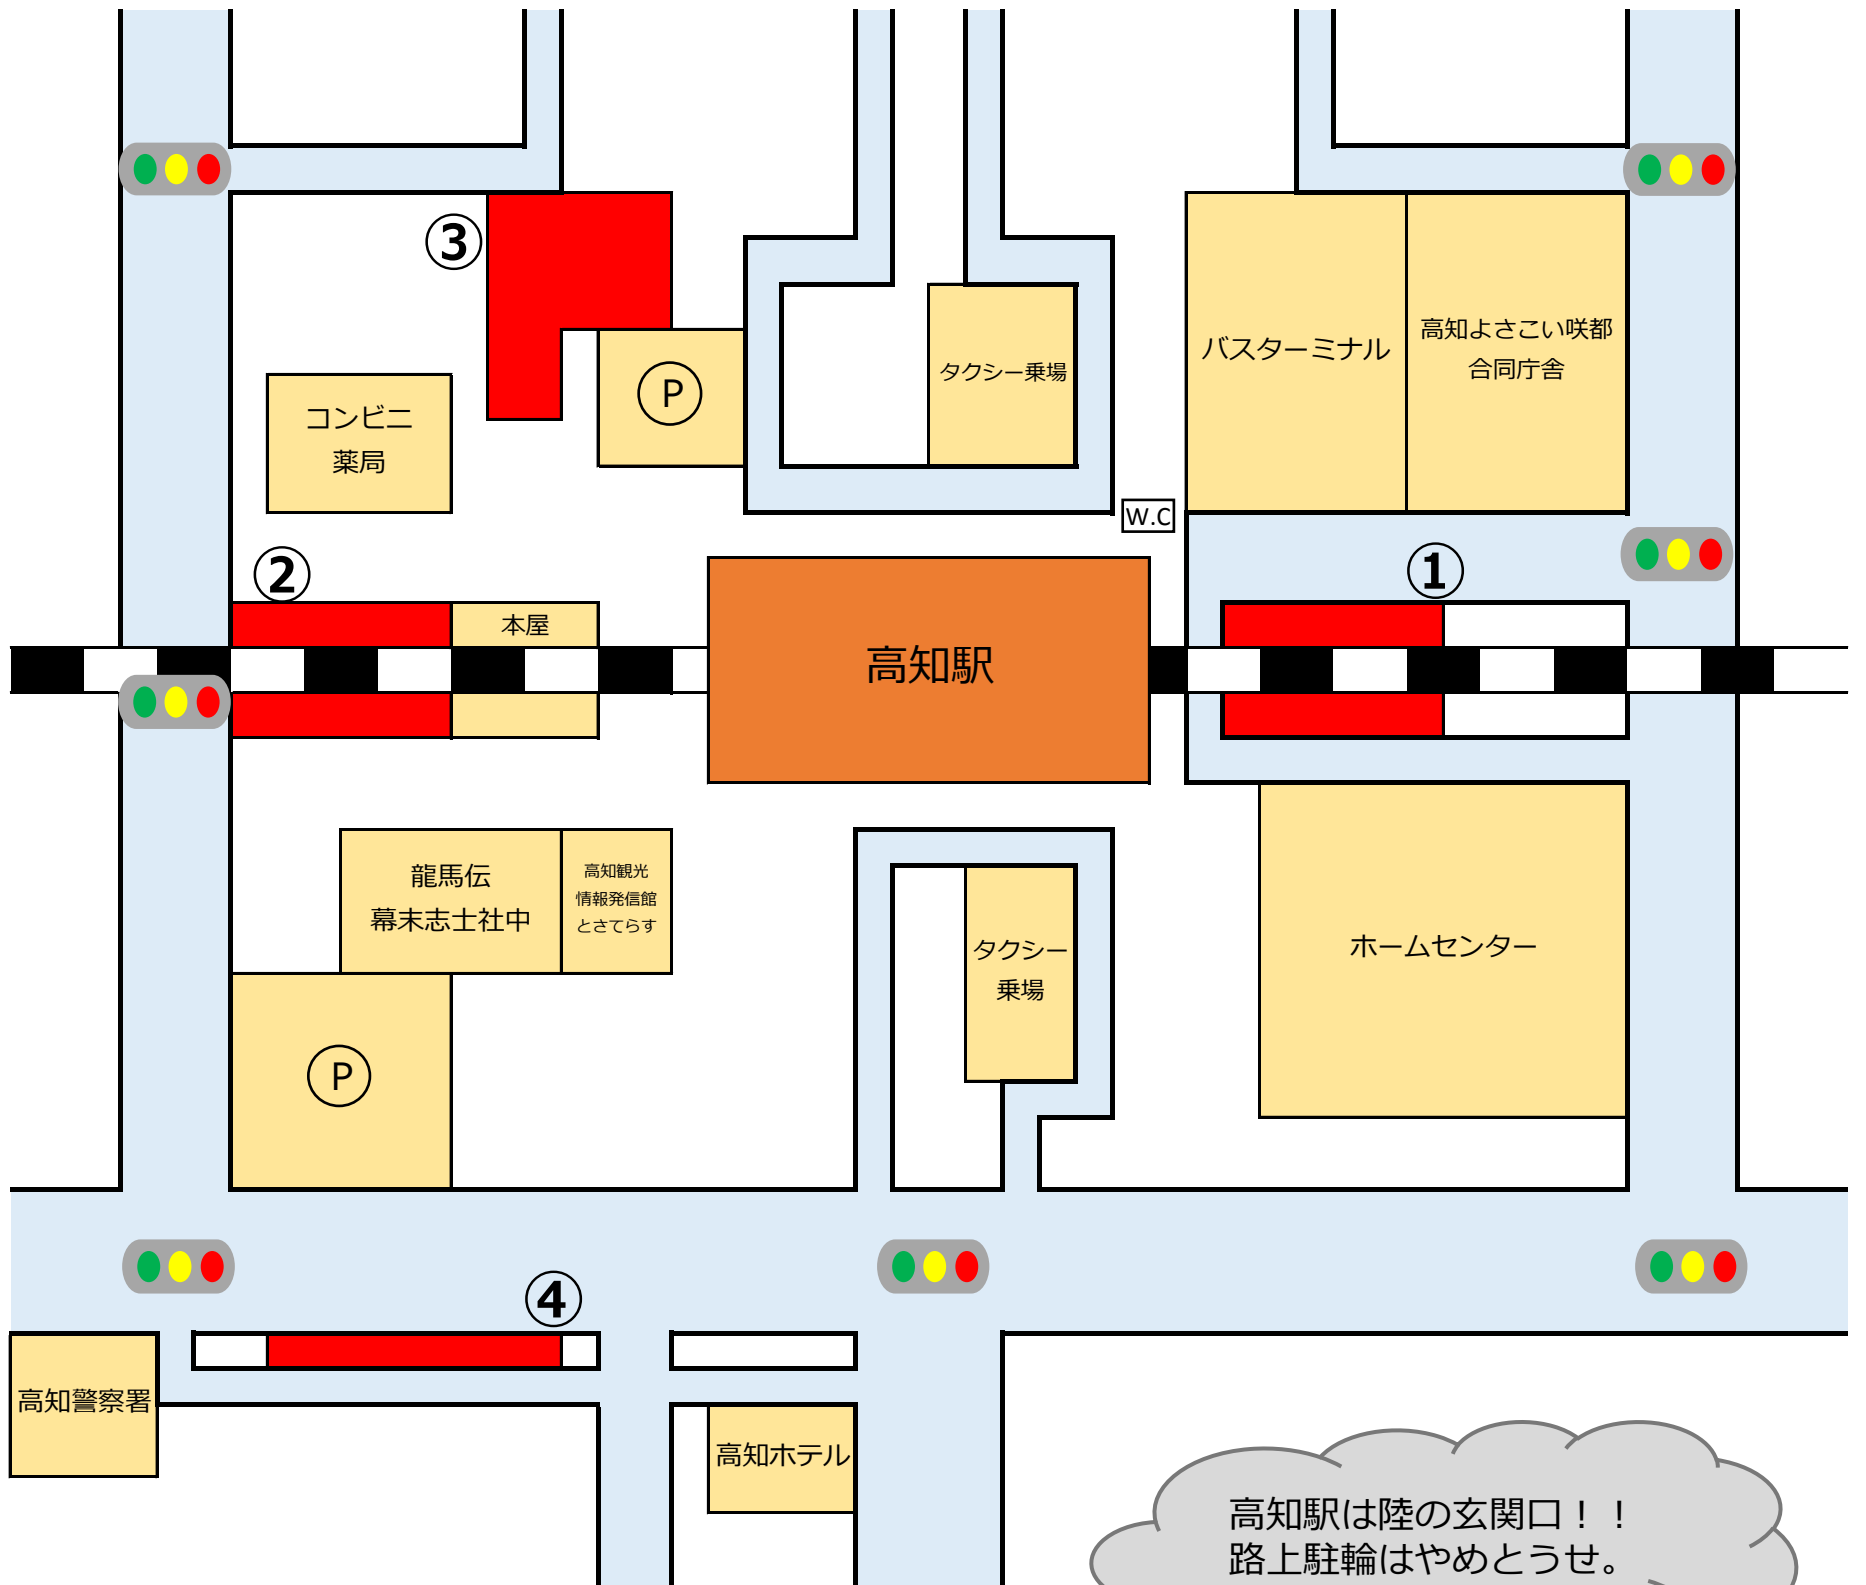 ③
バスターミナル
高知よさこい咲都
合同庁舎
タクシー乗場
P
コンビニ
薬局
W.C
②
①
本屋
高知駅
龍馬伝
幕末志士社中
高知観光
情報発信館
とさてらす
タクシー
乗場
ホームセンター
P
④
高知警察署
高知ホテル
高知駅は陸の玄関口！！
路上駐輪はやめとうせ。